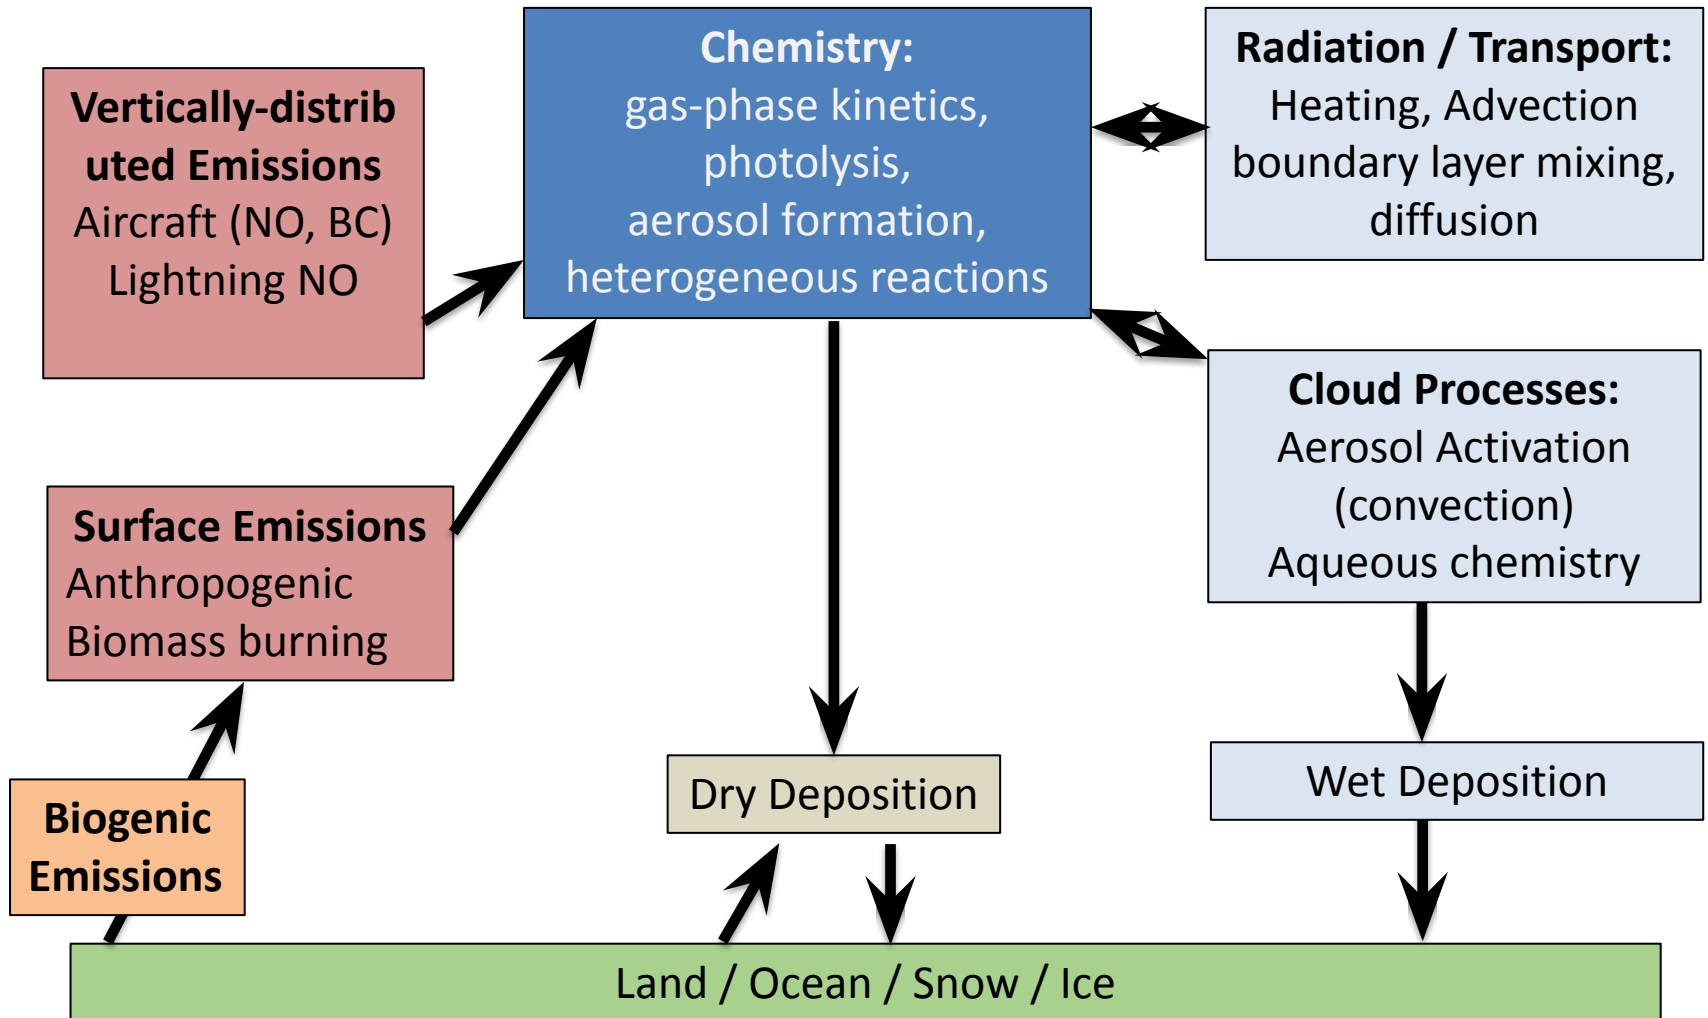 Vertically-distrib
uted Emissions
Aircraft (NO, BC)
Lightning NO
Chemistry:
gas-phase kinetics,
photolysis,
aerosol formation,
heterogeneous reactions
Radiation / Transport:
Heating, Advection
boundary layer mixing,
diffusion
Cloud Processes:
Aerosol Activation
(convection)
Aqueous chemistry
Surface Emissions
Anthropogenic
Biomass burning
Biogenic
Emissions
Dry Deposition
Wet Deposition
Land / Ocean / Snow / Ice